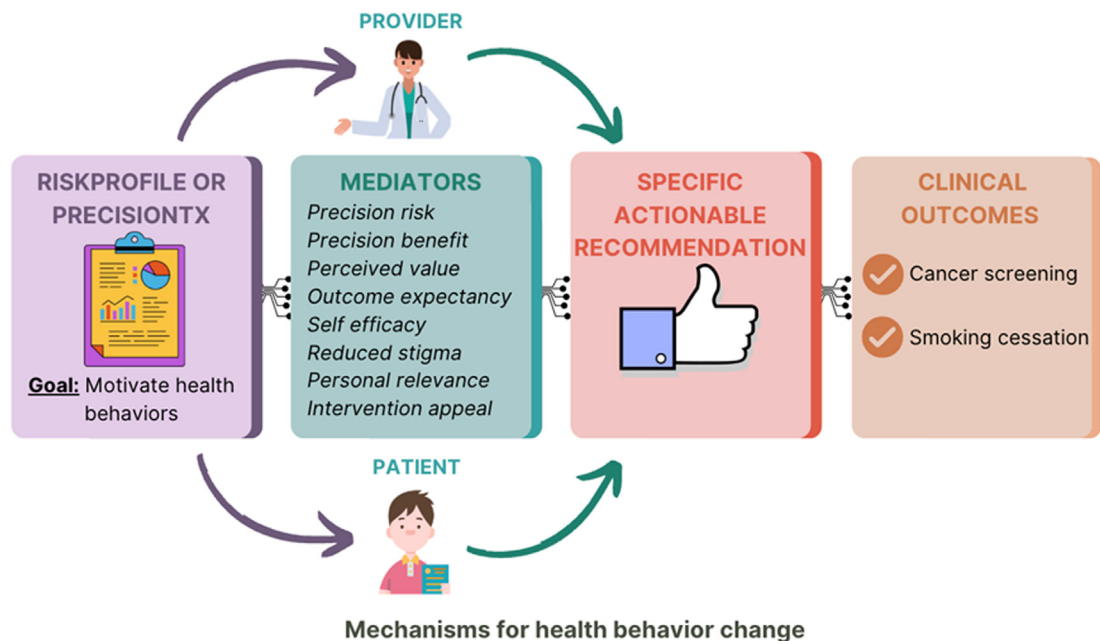 PROVIDER
RISKPROFILE OR
PRECISIONTX
Goal: Motivate health
behaviors
MEDIATORS
Precision risk
Precision benefit
Perceived value
Outcome expectancy
Self efficacy
Reduced stigma
Personal relevance
Intervention appeal
SPECIFIC
ACTIONABLE
RECOMMENDATION
CLINICAL
OUTCOMES
Cancer screening
Smoking cessation
PATIENT
Mechanisms for health behavior change